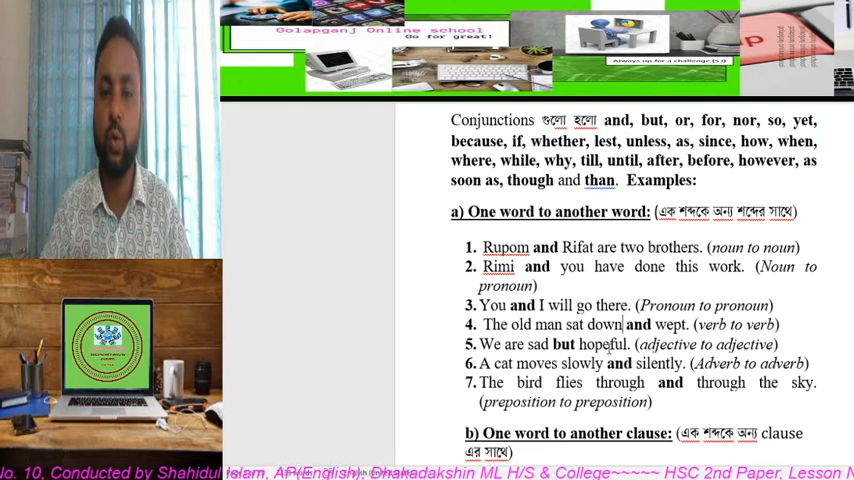 Golapganj Online school
Go for great!
Always up for a challenge.(S.I)
Conjunctions গুলো হলো and, but, or, for, nor, so, yet,
because, if, whether, lest, unless, as, since, how, when,
where, while, why, till, until, after, before, however, as
soon as, though and than. Examples:
a) One word to another word: (এক শব্দকে অন্য শব্দের সাথে)
1. Rupom and Rifat are two brothers. (noun to noun)
2. Rimi and you have done this work. (Noun to
pronoun)
3. You and I will go there. (Pronoun to pronoun)
4. The old man sat down and wept. (verb to verb)
5. We are sad but hopeful. (adjective to adjective)
6. A cat moves slowly and silently. (Adverb to adverb)
7. The bird flies through and through the sky.
(preposition to preposition)
b) One word to another clause: (এক শব্দকে অন্য clause
এর সাথে)
No. 10, Conducted by Shahidul Islam, AP(English), Dhakadakshin ML H/S & College~~~~~ HSC 2nd Paper, Lesson N